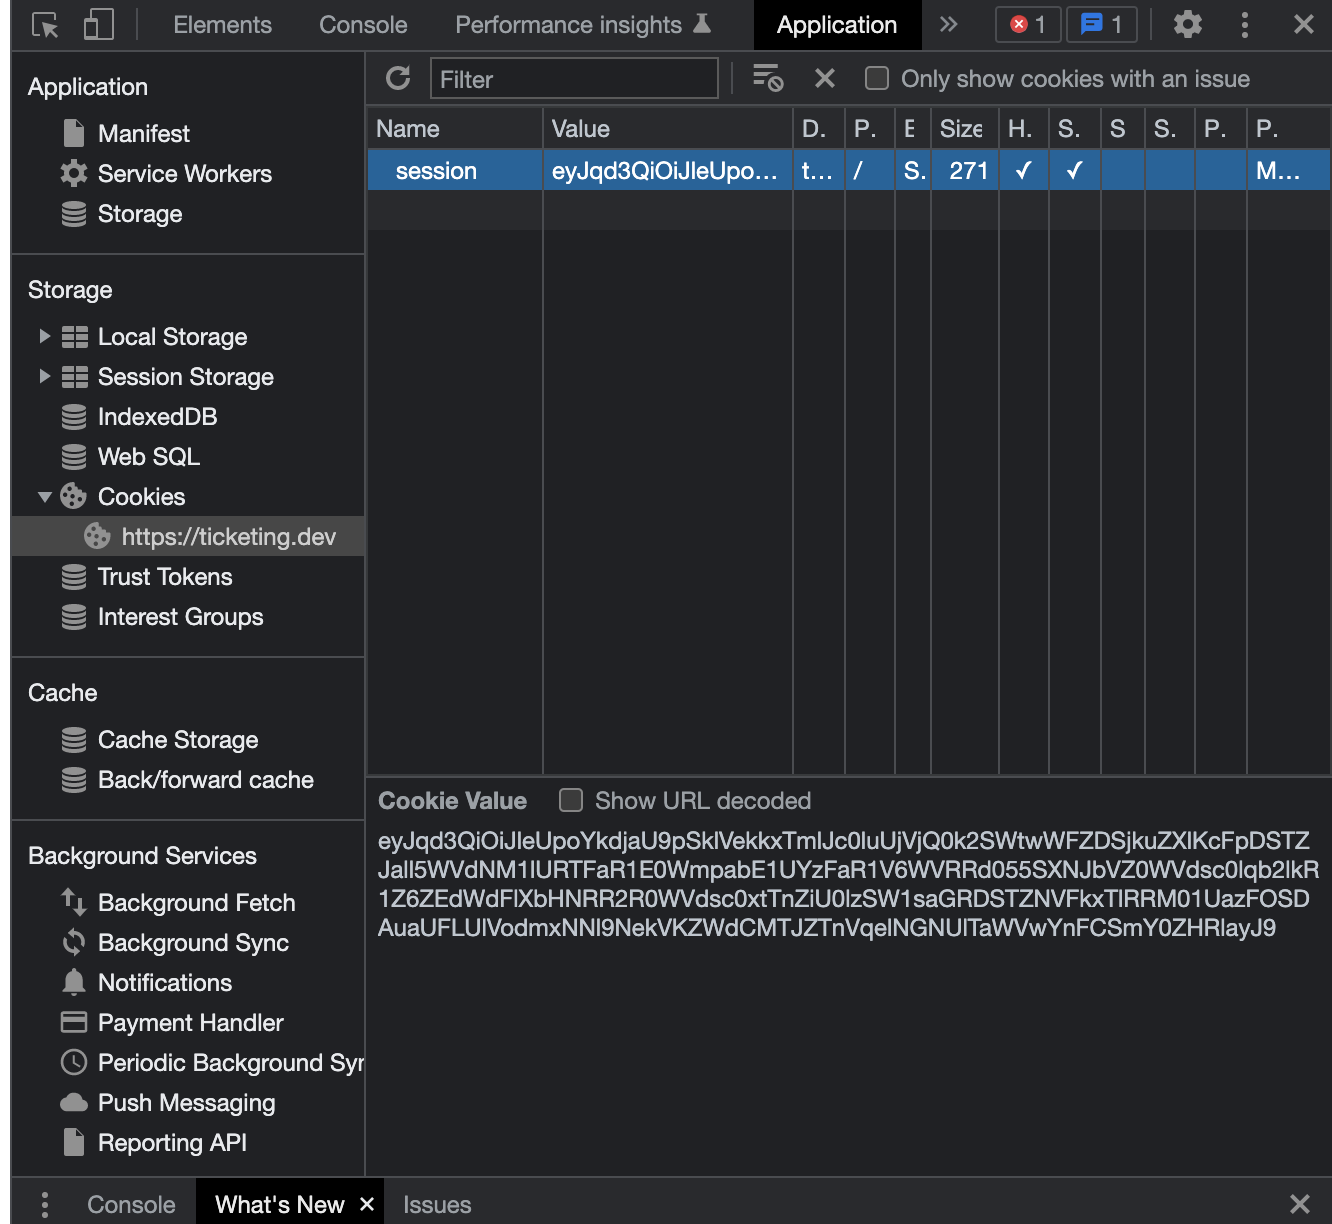 Elements Console Performance insights Application 1 1
Application
Manifest
Service Workers
Storage
Storage
Local Storage
Session Storage
IndexedDB
Web SQL
Cookies
https://ticketing.dev
Trust Tokens
Interest Groups
Cache
Cache Storage
Back/forward cache
Background Services
Background Fetch
Background Sync
Notifications
Payment Handler
Periodic Background Syn
Push Messaging
Reporting API
Filter Only show cookies with an issue
Name Value D. P. E Size H. S. S S. P. P.
session eyJqd3QiOiJleUpo... t... / S. 271 ✓ ✓ M...
Cookie Value Show URL decoded
Console What's New Issues